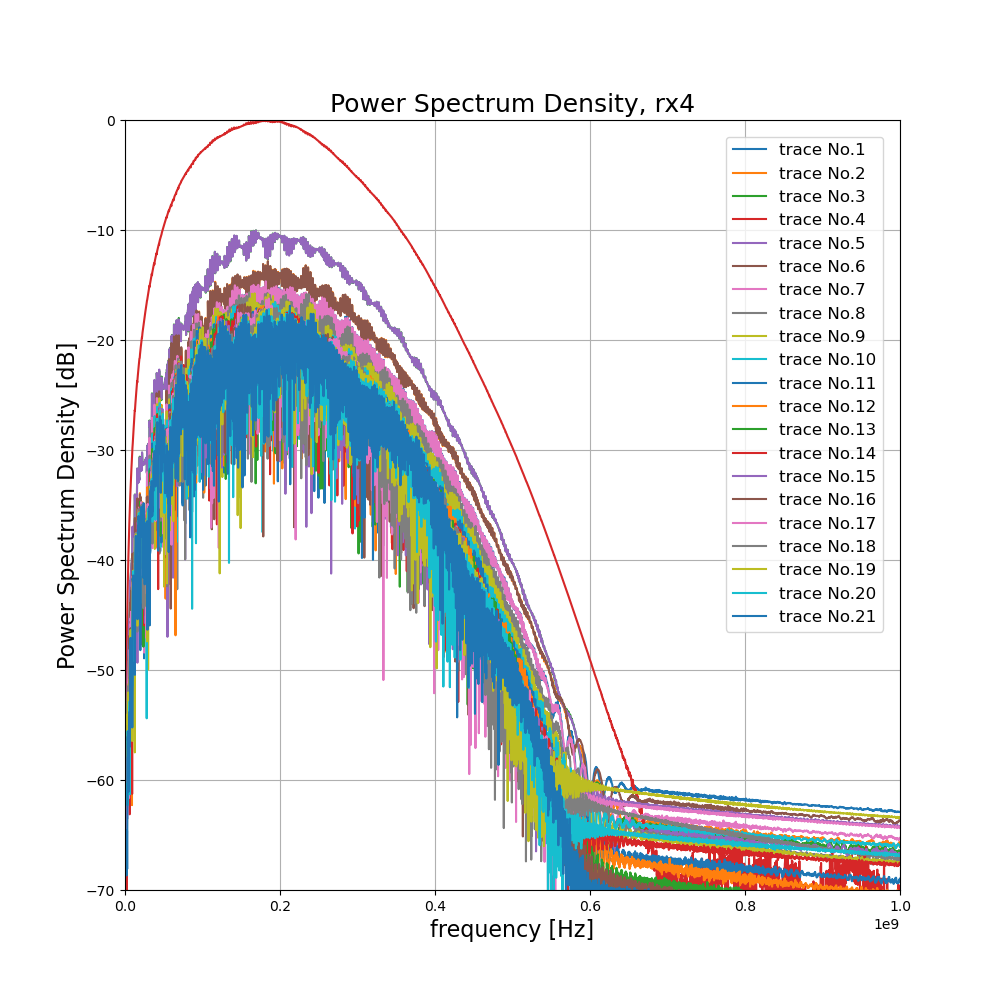 Power Spectrum Density, rx4
Power Spectrum Density [dB]
0
−10
−20
−30
−40
−50
−60
−70
trace No.1
trace No.2
trace No.3
trace No.4
trace No.5
trace No.6
trace No.7
trace No.8
trace No.9
trace No.10
trace No.11
trace No.12
trace No.13
trace No.14
trace No.15
trace No.16
trace No.17
trace No.18
trace No.19
trace No.20
trace No.21
0.0 0.2 0.4 0.6 0.8 1.0
1e9
frequency [Hz]